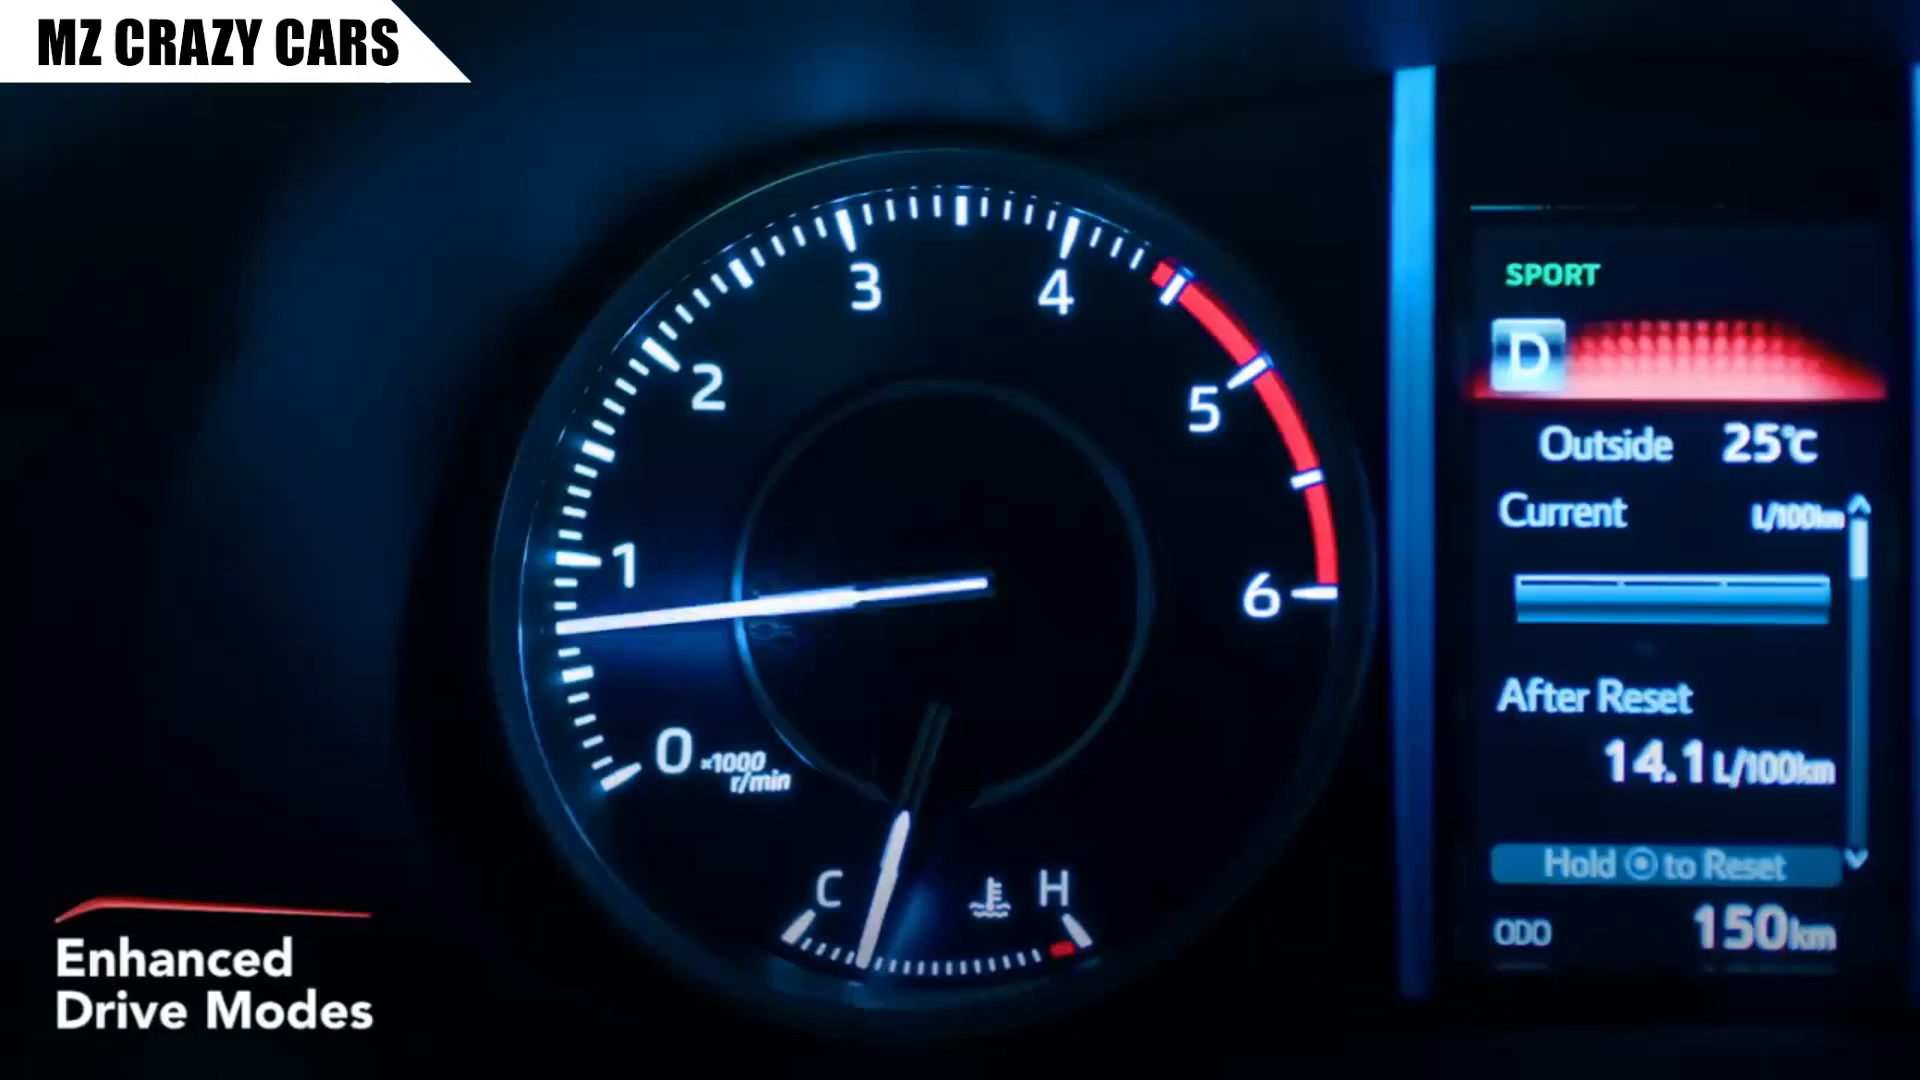 MZ CRAZY CARS
3
4
2
5
1
6
0 ×1000
r/min
C
H
SPORT
D
Outside 25℃
Current L/100km
After Reset
14.1 L/100km
Hold to Reset
ODO 150km
Enhanced
Drive Modes